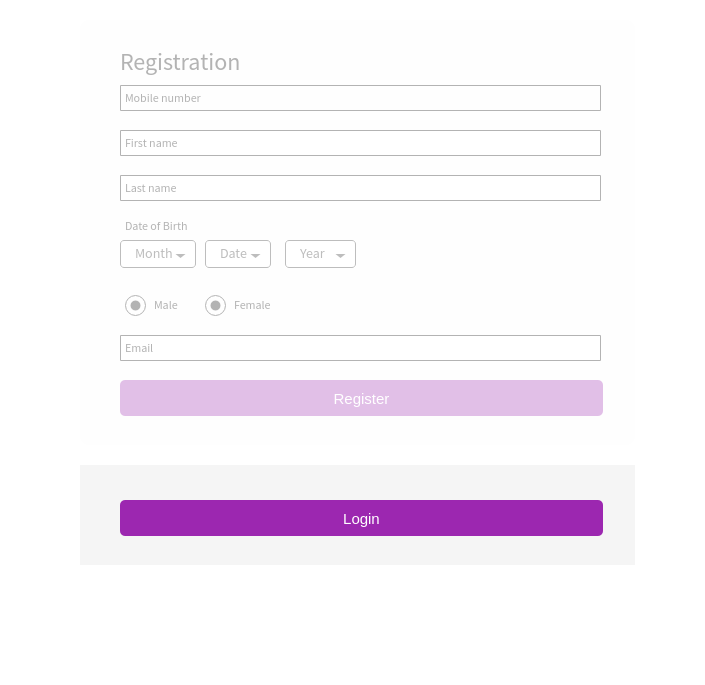 Registration
Mobile number
First name
Last name
Date of Birth
Month Date Year
Male Female
Email
Register
Login